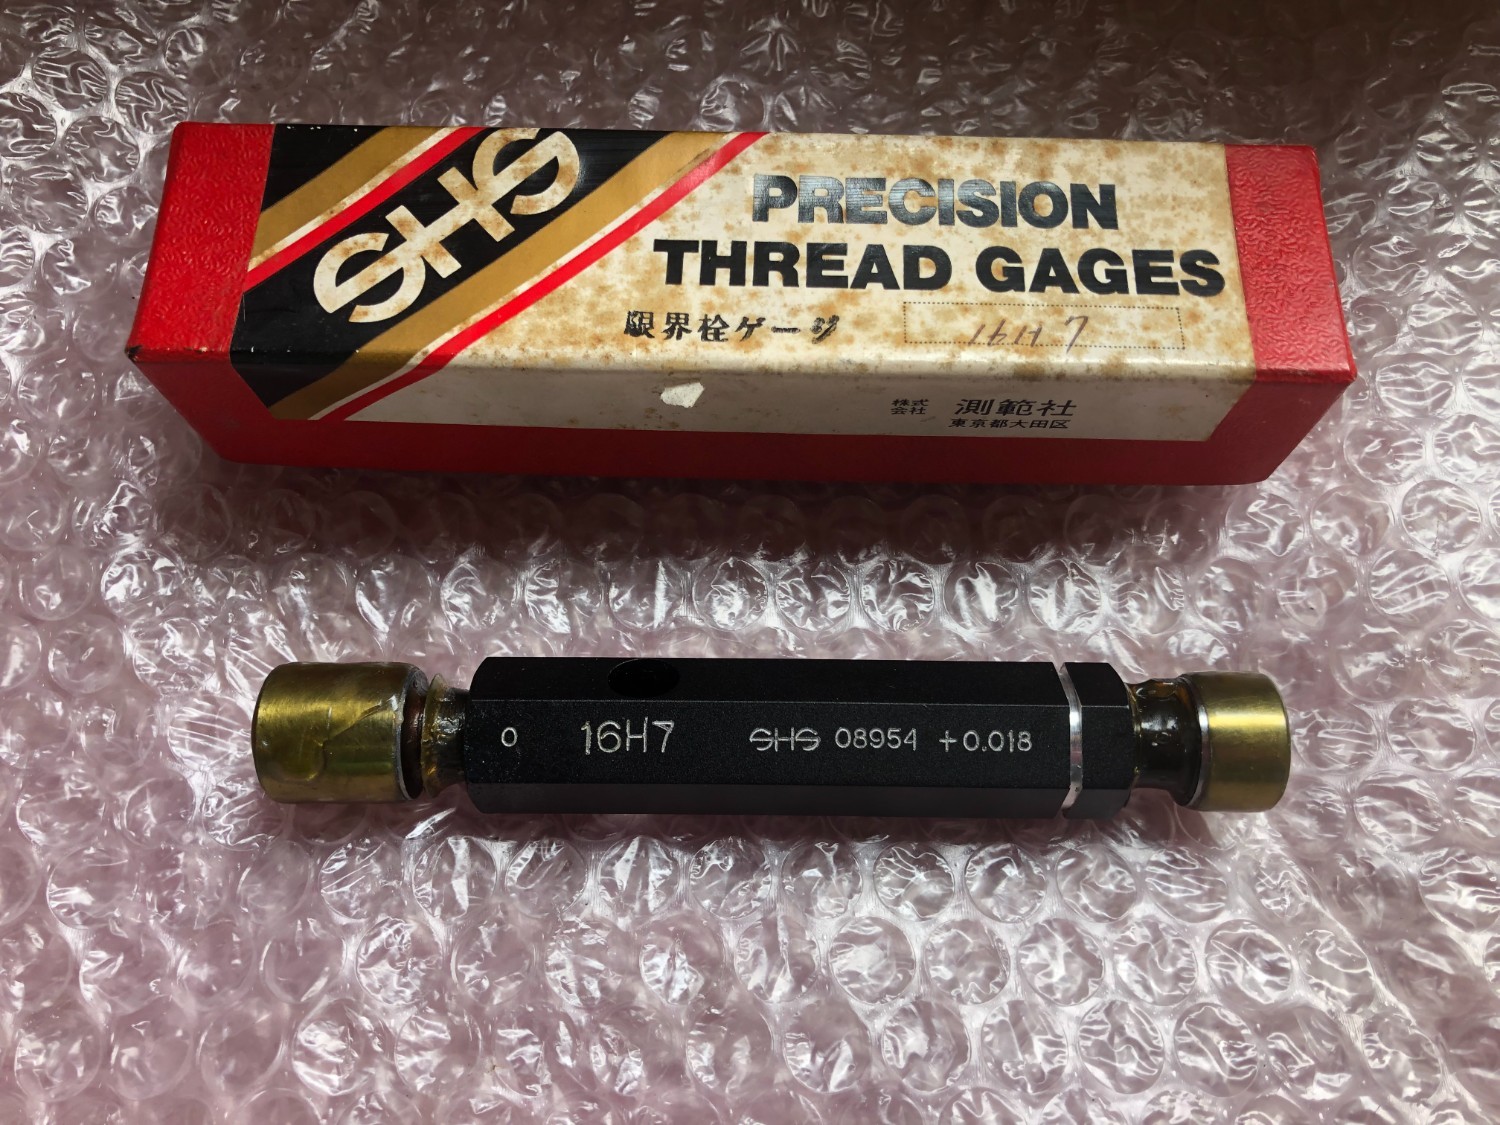 SHS
PRECISION
THREAD GAGES
限界栓ゲージ
16H7
株式会社 測範社
東京都大田区
0 16H7 SHS 08954 +0.018